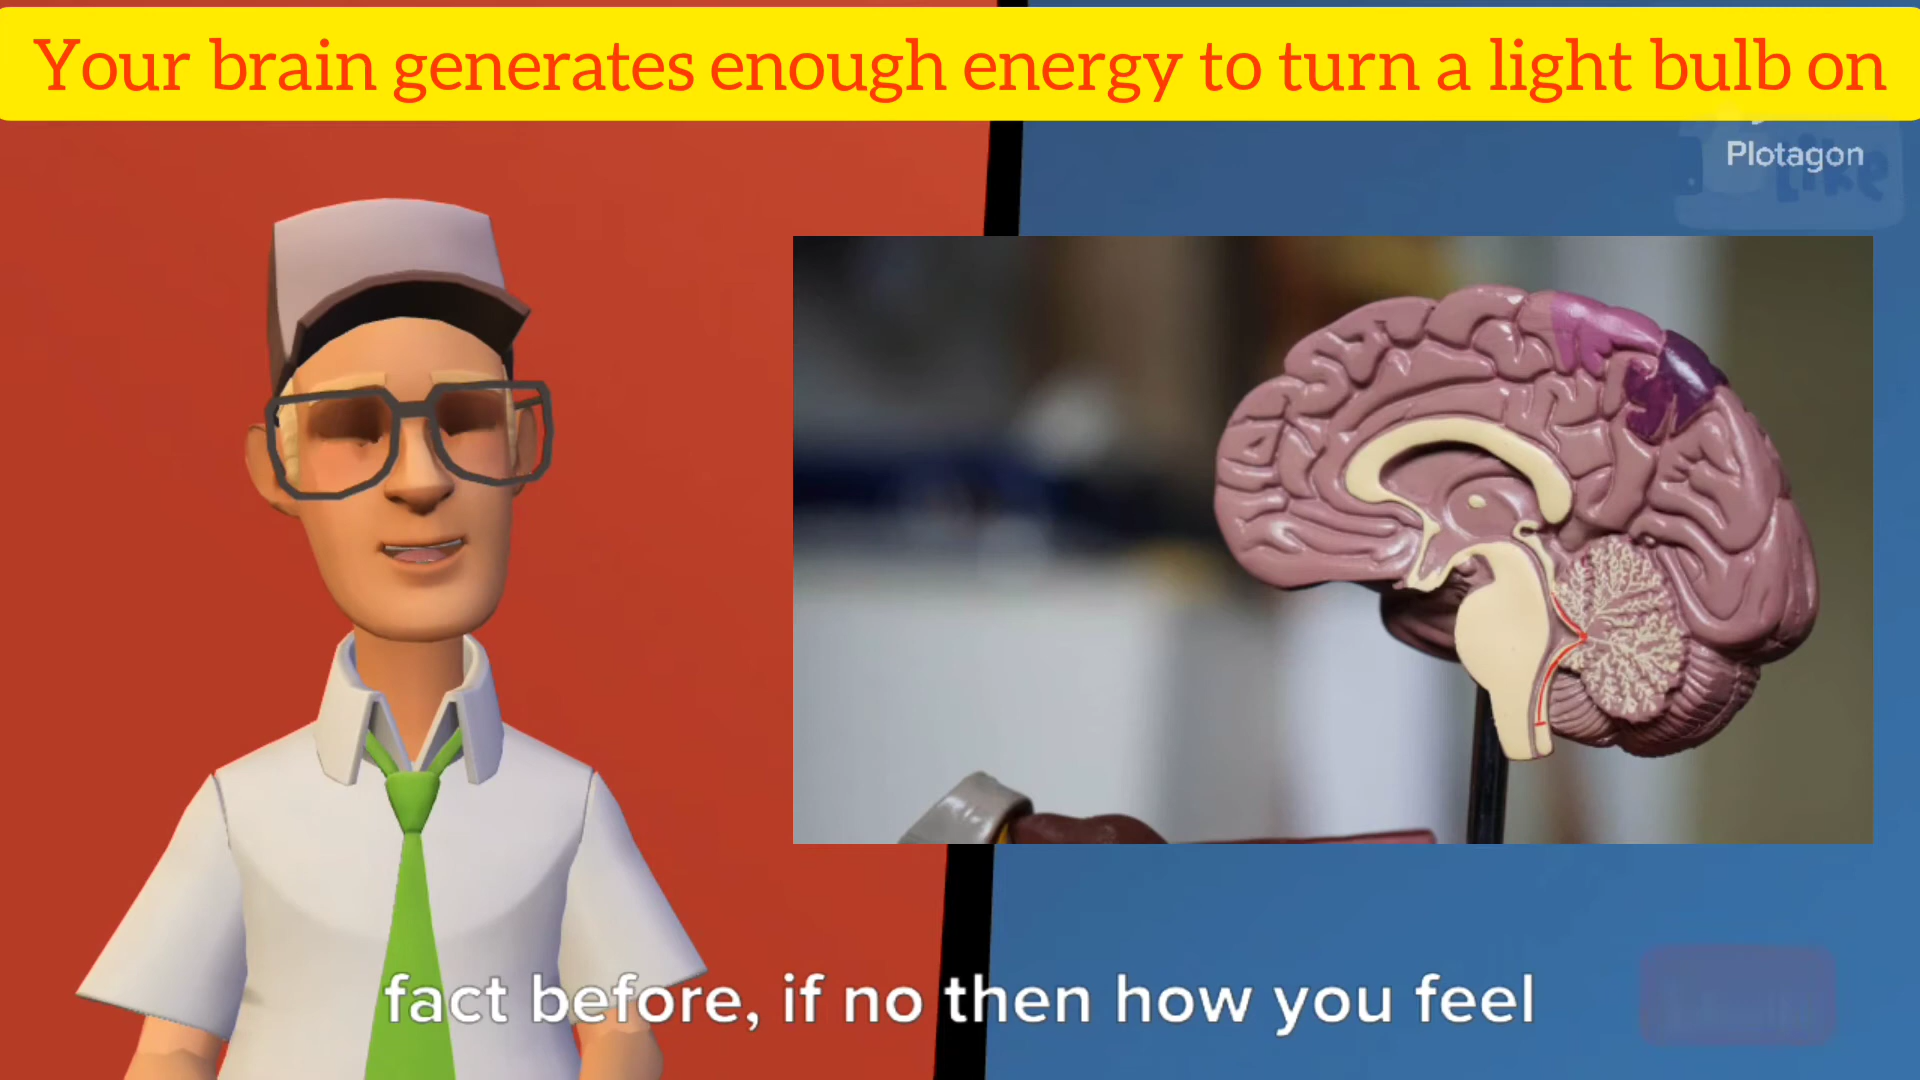 Your brain generates enough energy to turn a light bulb on
Plotagon
LIKE
fact before, if no then how you feel